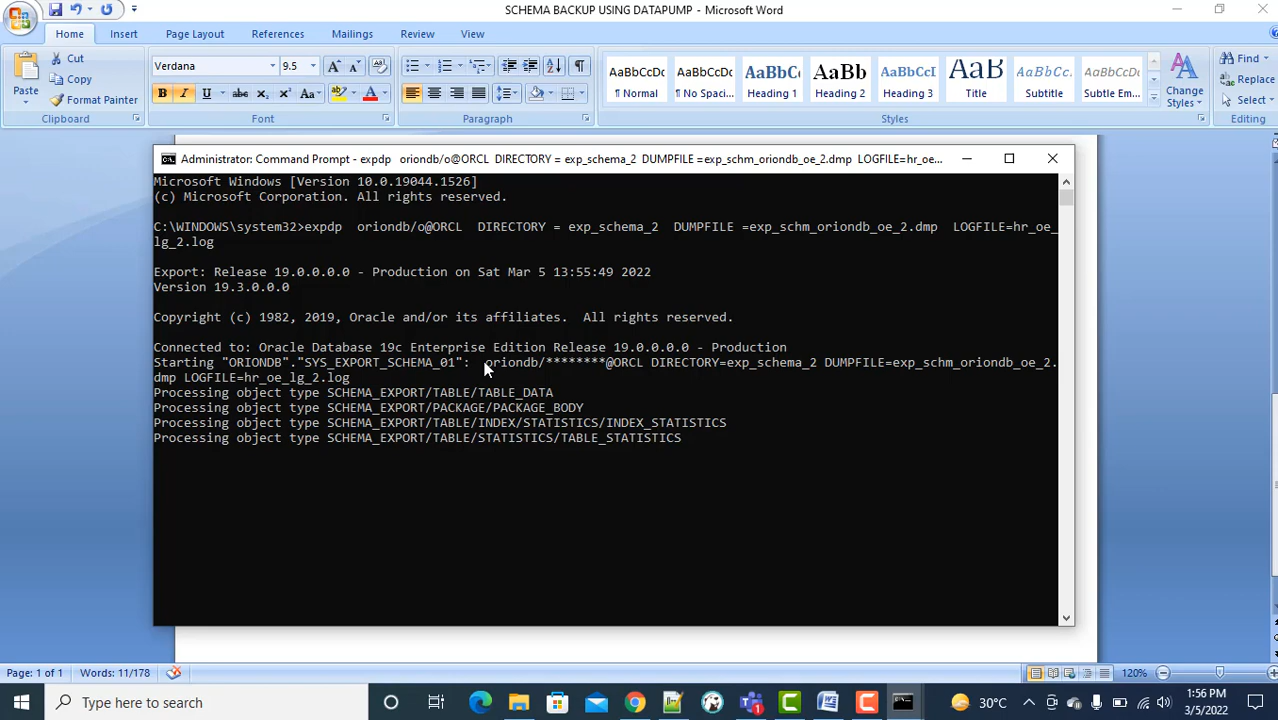 SCHEMA BACKUP USING DATAPUMP - Microsoft Word
Home Insert Page Layout References Mailings Review View
Cut
Copy
Format Painter
Paste
Clipboard
Verdana 9.5
B I U abc Aa A
Font
Paragraph
AaBbCcDc AaBbCcDc AaBbC AaBb AaBbCcI AaB AaBbCcDc AaBbCcDc
¶ Normal ¶ No Spaci... Heading 1 Heading 2 Heading 3 Title Subtitle Subtle Em...
Styles
Change Styles
Find
Replace
Select
Editing
Administrator: Command Prompt - expdp oriondb/o@ORCL DIRECTORY = exp_schema_2 DUMPFILE =exp_schm_oriondb_oe_2.dmp LOGFILE=hr_oe...
Microsoft Windows [Version 10.0.19044.1526]
(c) Microsoft Corporation. All rights reserved.
C:\WINDOWS\system32>expdp oriondb/o@ORCL DIRECTORY = exp_schema_2 DUMPFILE =exp_schm_oriondb_oe_2.dmp LOGFILE=hr_oe_
lg_2.log
Export: Release 19.0.0.0.0 - Production on Sat Mar 5 13:55:49 2022
Version 19.3.0.0.0
Copyright (c) 1982, 2019, Oracle and/or its affiliates. All rights reserved.
Connected to: Oracle Database 19c Enterprise Edition Release 19.0.0.0.0 - Production
Starting "ORIONDB"."SYS_EXPORT_SCHEMA_01": oriondb/********@ORCL DIRECTORY=exp_schema_2 DUMPFILE=exp_schm_oriondb_oe_2.
dmp LOGFILE=hr_oe_lg_2.log
Processing object type SCHEMA_EXPORT/TABLE/TABLE_DATA
Processing object type SCHEMA_EXPORT/PACKAGE/PACKAGE_BODY
Processing object type SCHEMA_EXPORT/TABLE/INDEX/STATISTICS/INDEX_STATISTICS
Processing object type SCHEMA_EXPORT/TABLE/STATISTICS/TABLE_STATISTICS
Page: 1 of 1 Words: 11/178 120%
Type here to search 30°C 1:56 PM
3/5/2022